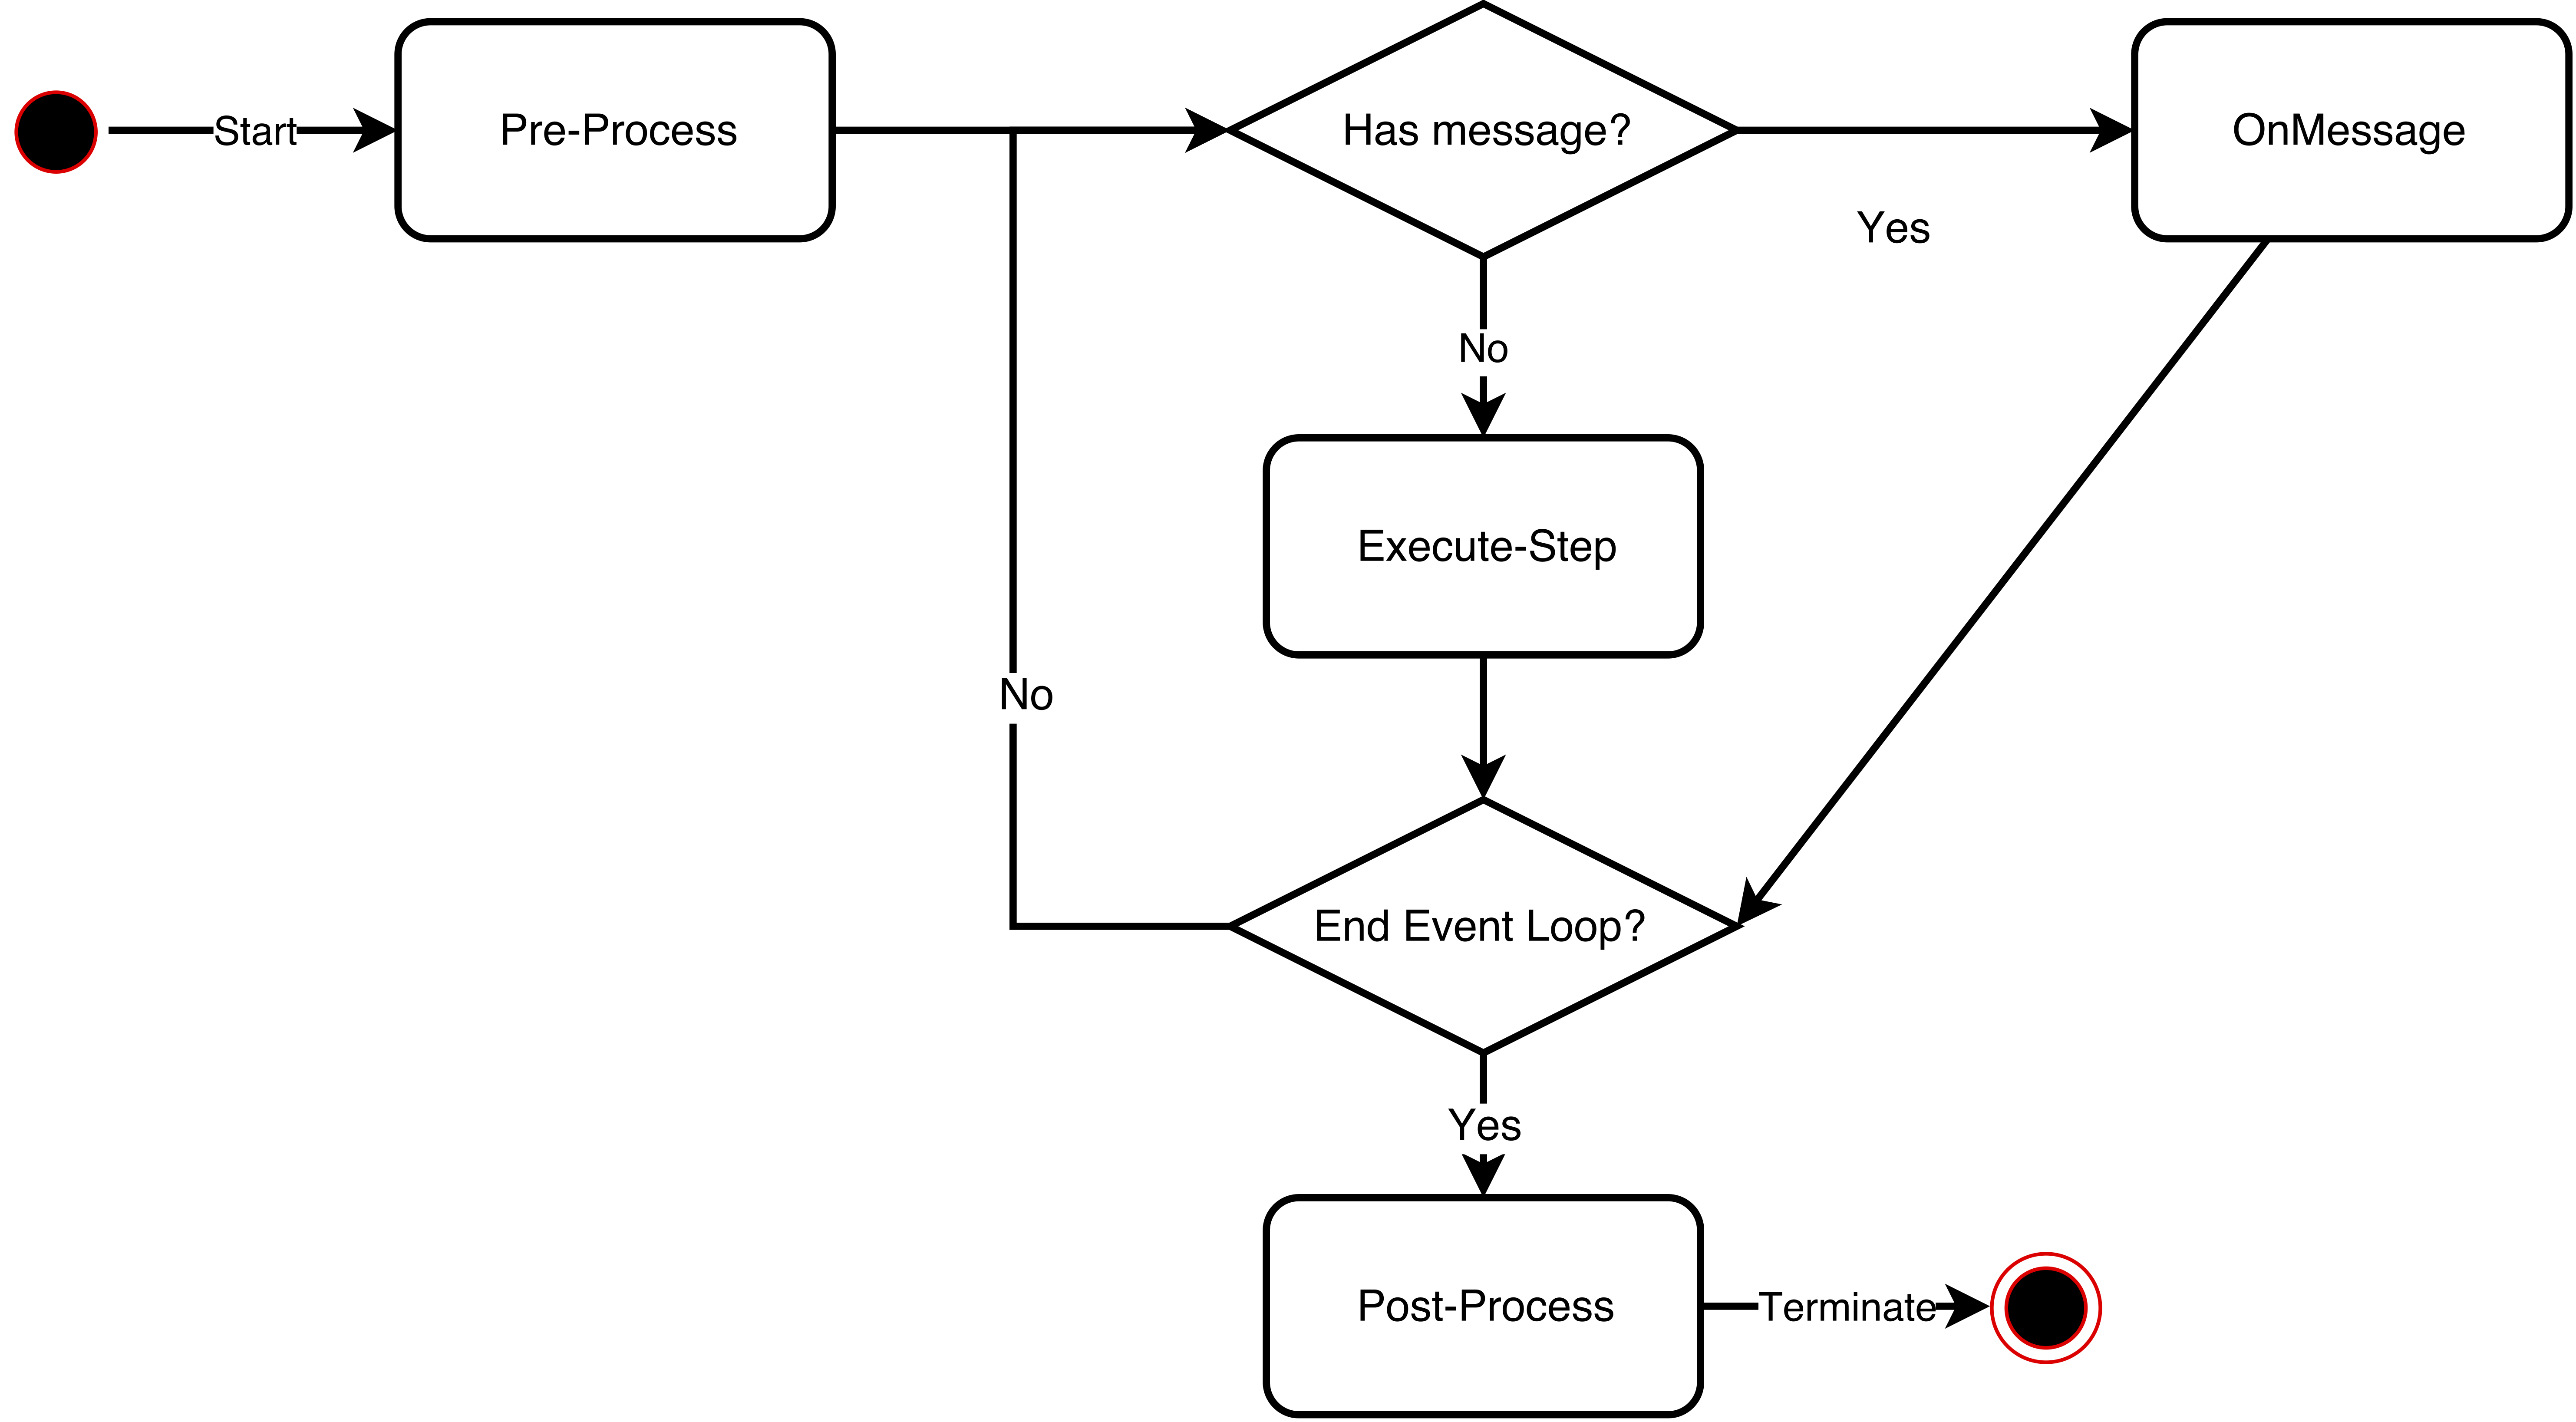 Start
Pre-Process
Has message?
OnMessage
Yes
No
Execute-Step
No
End Event Loop?
Yes
Post-Process
Terminate